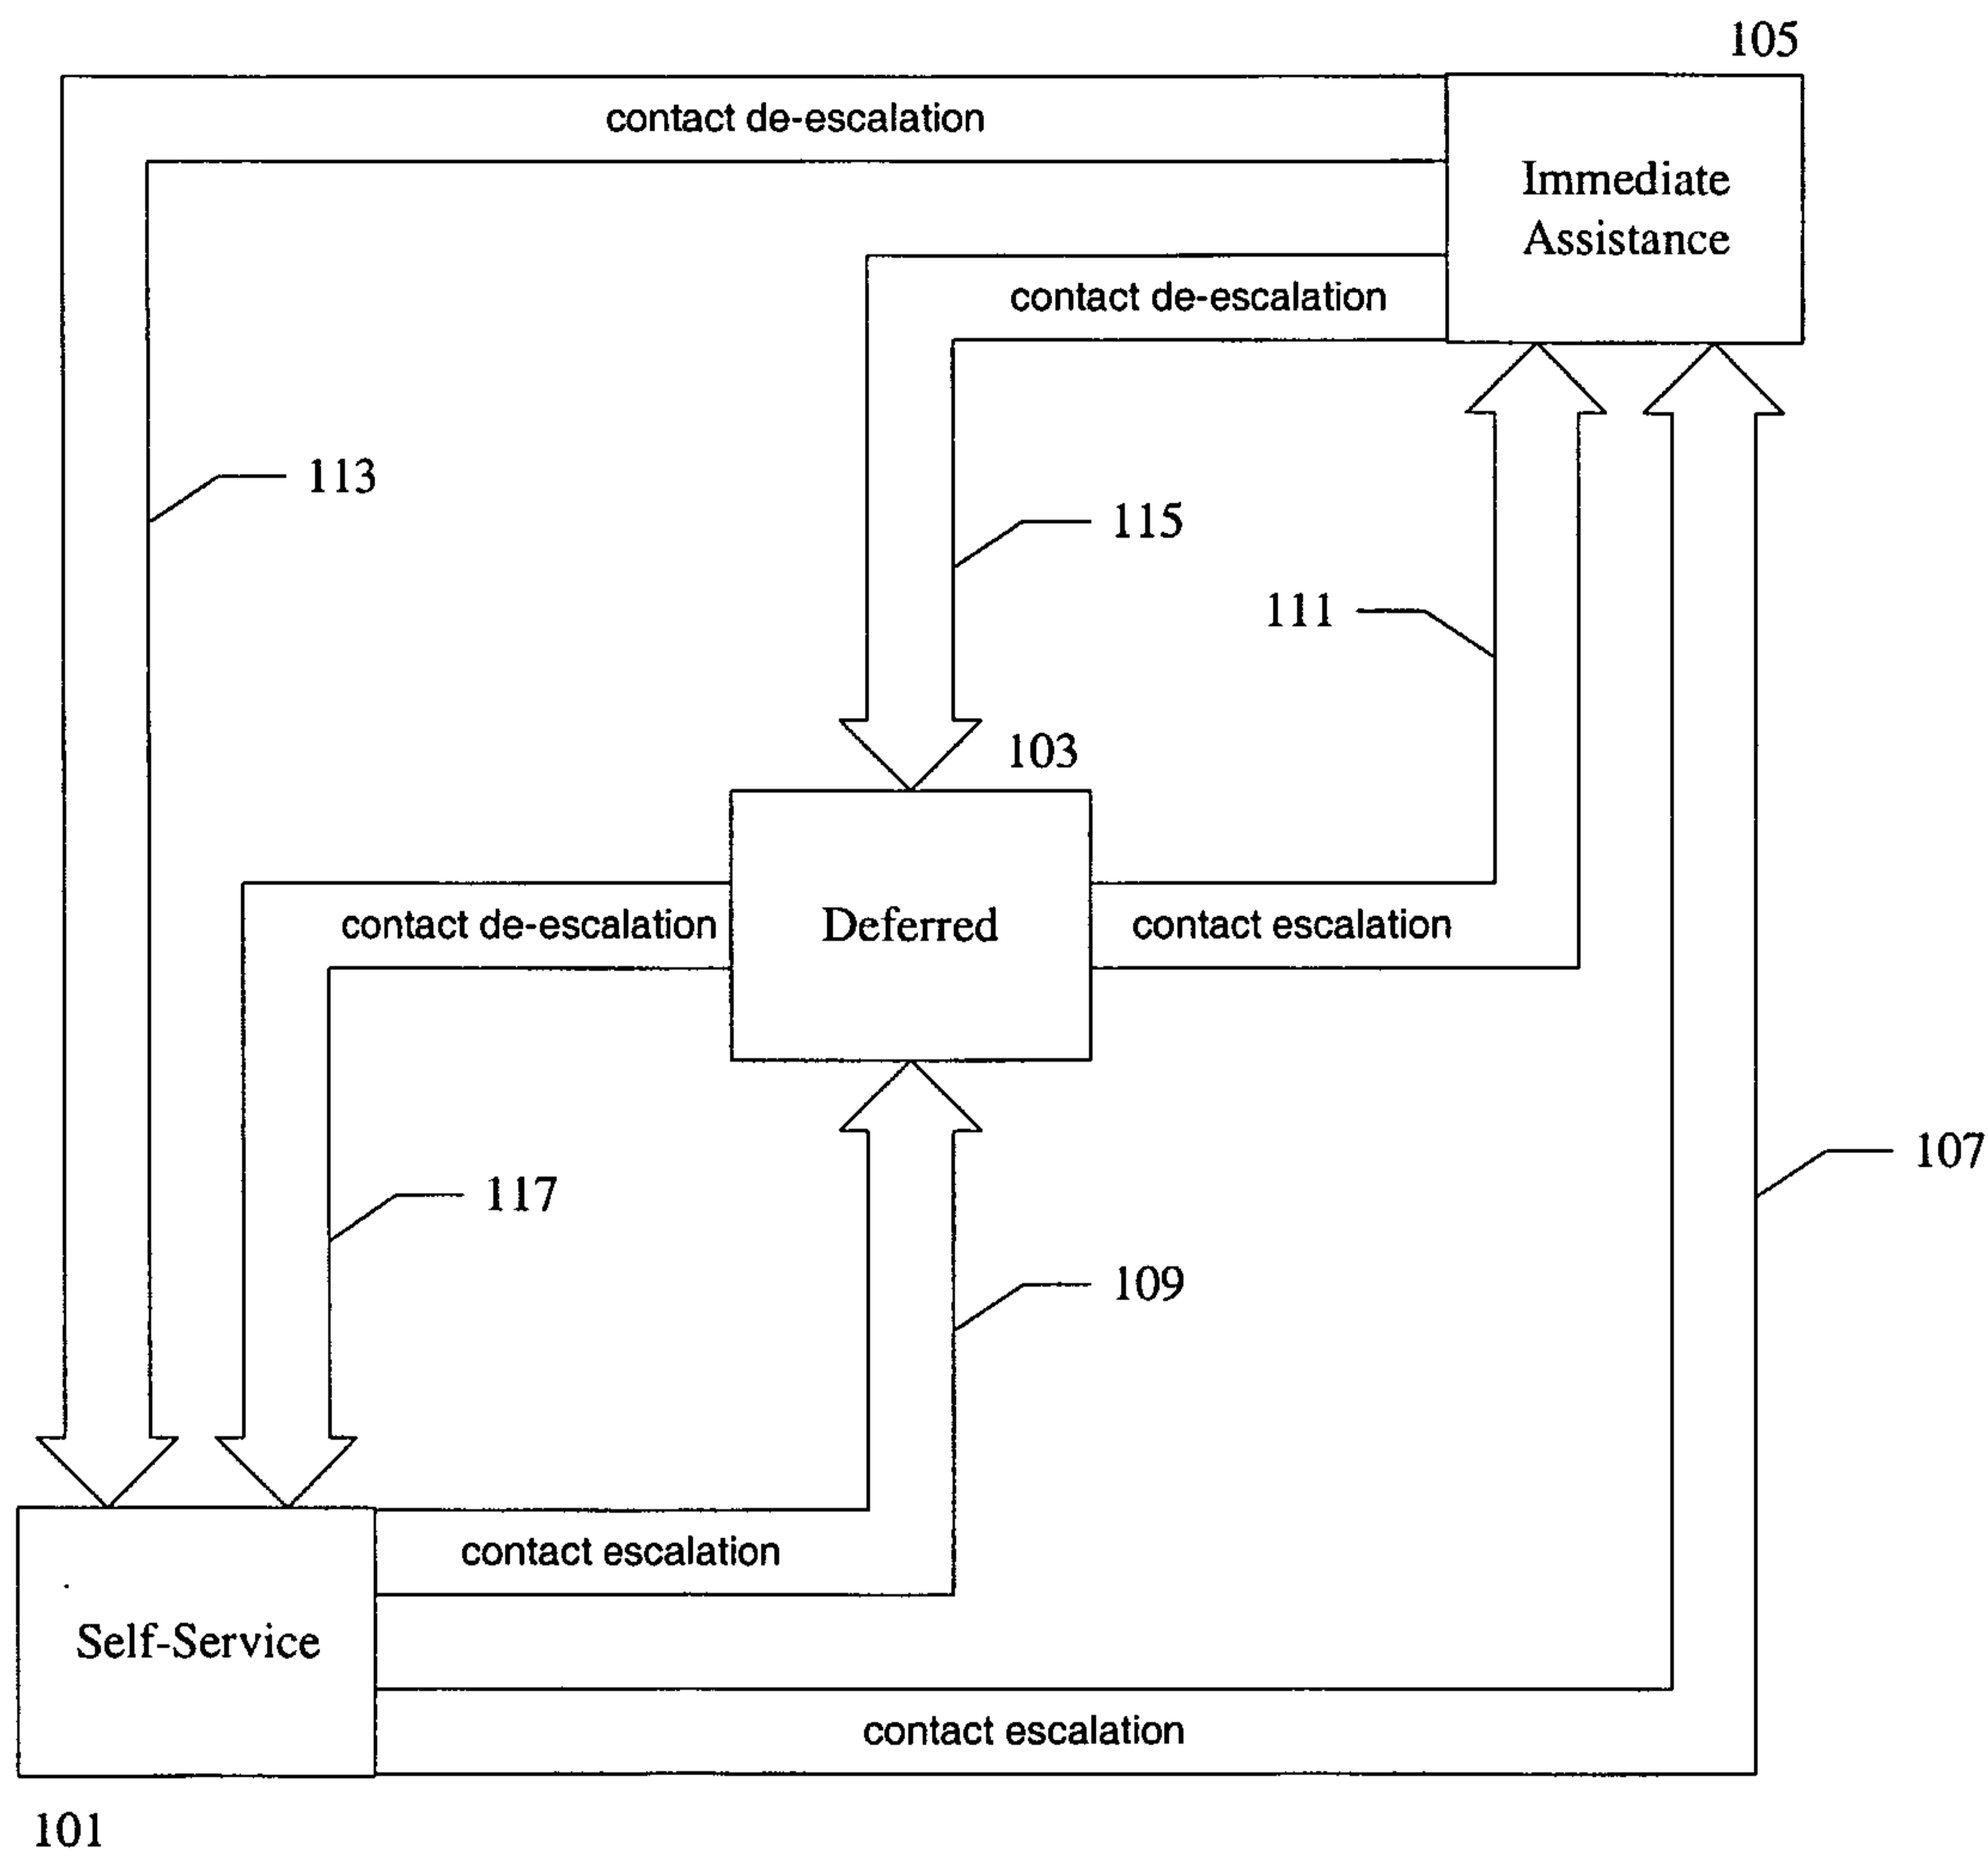 105
contact de-escalation
Immediate
Assistance
contact de-escalation
113
115
111
103
contact de-escalation
Deferred
contact escalation
107
117
109
contact escalation
Self-Service
contact escalation
101